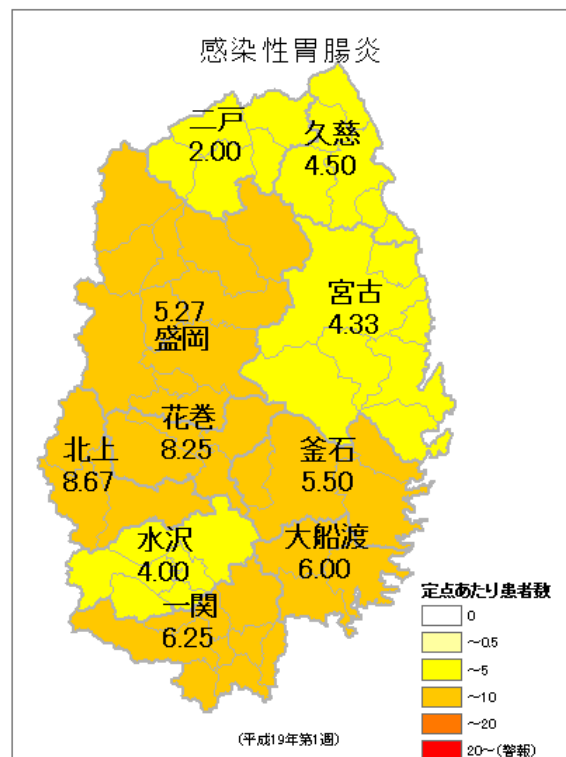 感染性胃腸炎
二戸
2.00
久慈
4.50
宮古
4.33
5.27
盛岡
花巻
8.25
北上
8.67
釜石
5.50
水沢
4.00
大船渡
6.00
一関
6.25
定点あたり患者数
0
～0.5
～5
～10
～20
20～(警報)
(平成19年第1週)